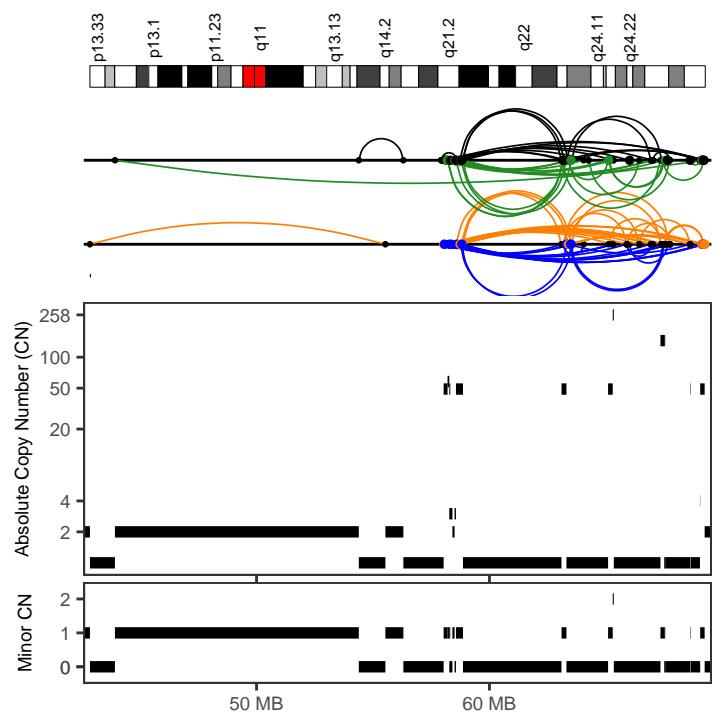 p13.33
p13.1
p11.23
q11
q13.13
q14.2
q21.2
q22
q24.11
q24.22
Absolute Copy Number (CN)
258
100
50
20
4
2
Minor CN
2
1
0
50 MB
60 MB